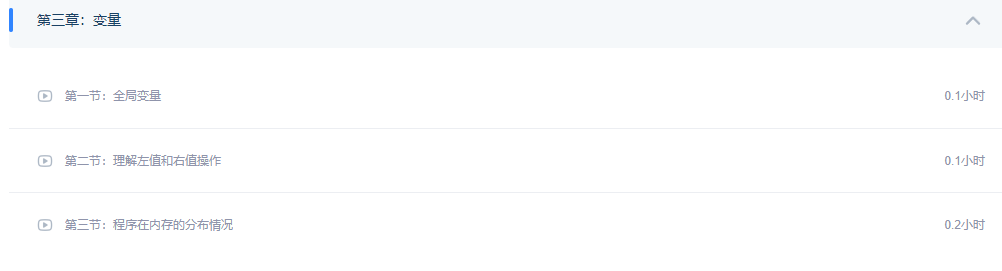 第三章：变量
第一节：全局变量 0.1小时
第二节：理解左值和右值操作 0.1小时
第三节：程序在内存的分布情况 0.2小时